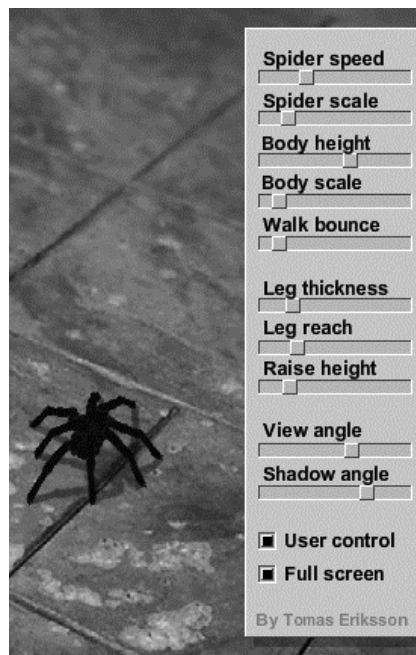 Spider speed
Spider scale
Body height
Body scale
Walk bounce
Leg thickness
Leg reach
Raise height
View angle
Shadow angle
User control
Full screen
By Tomas Eriksson